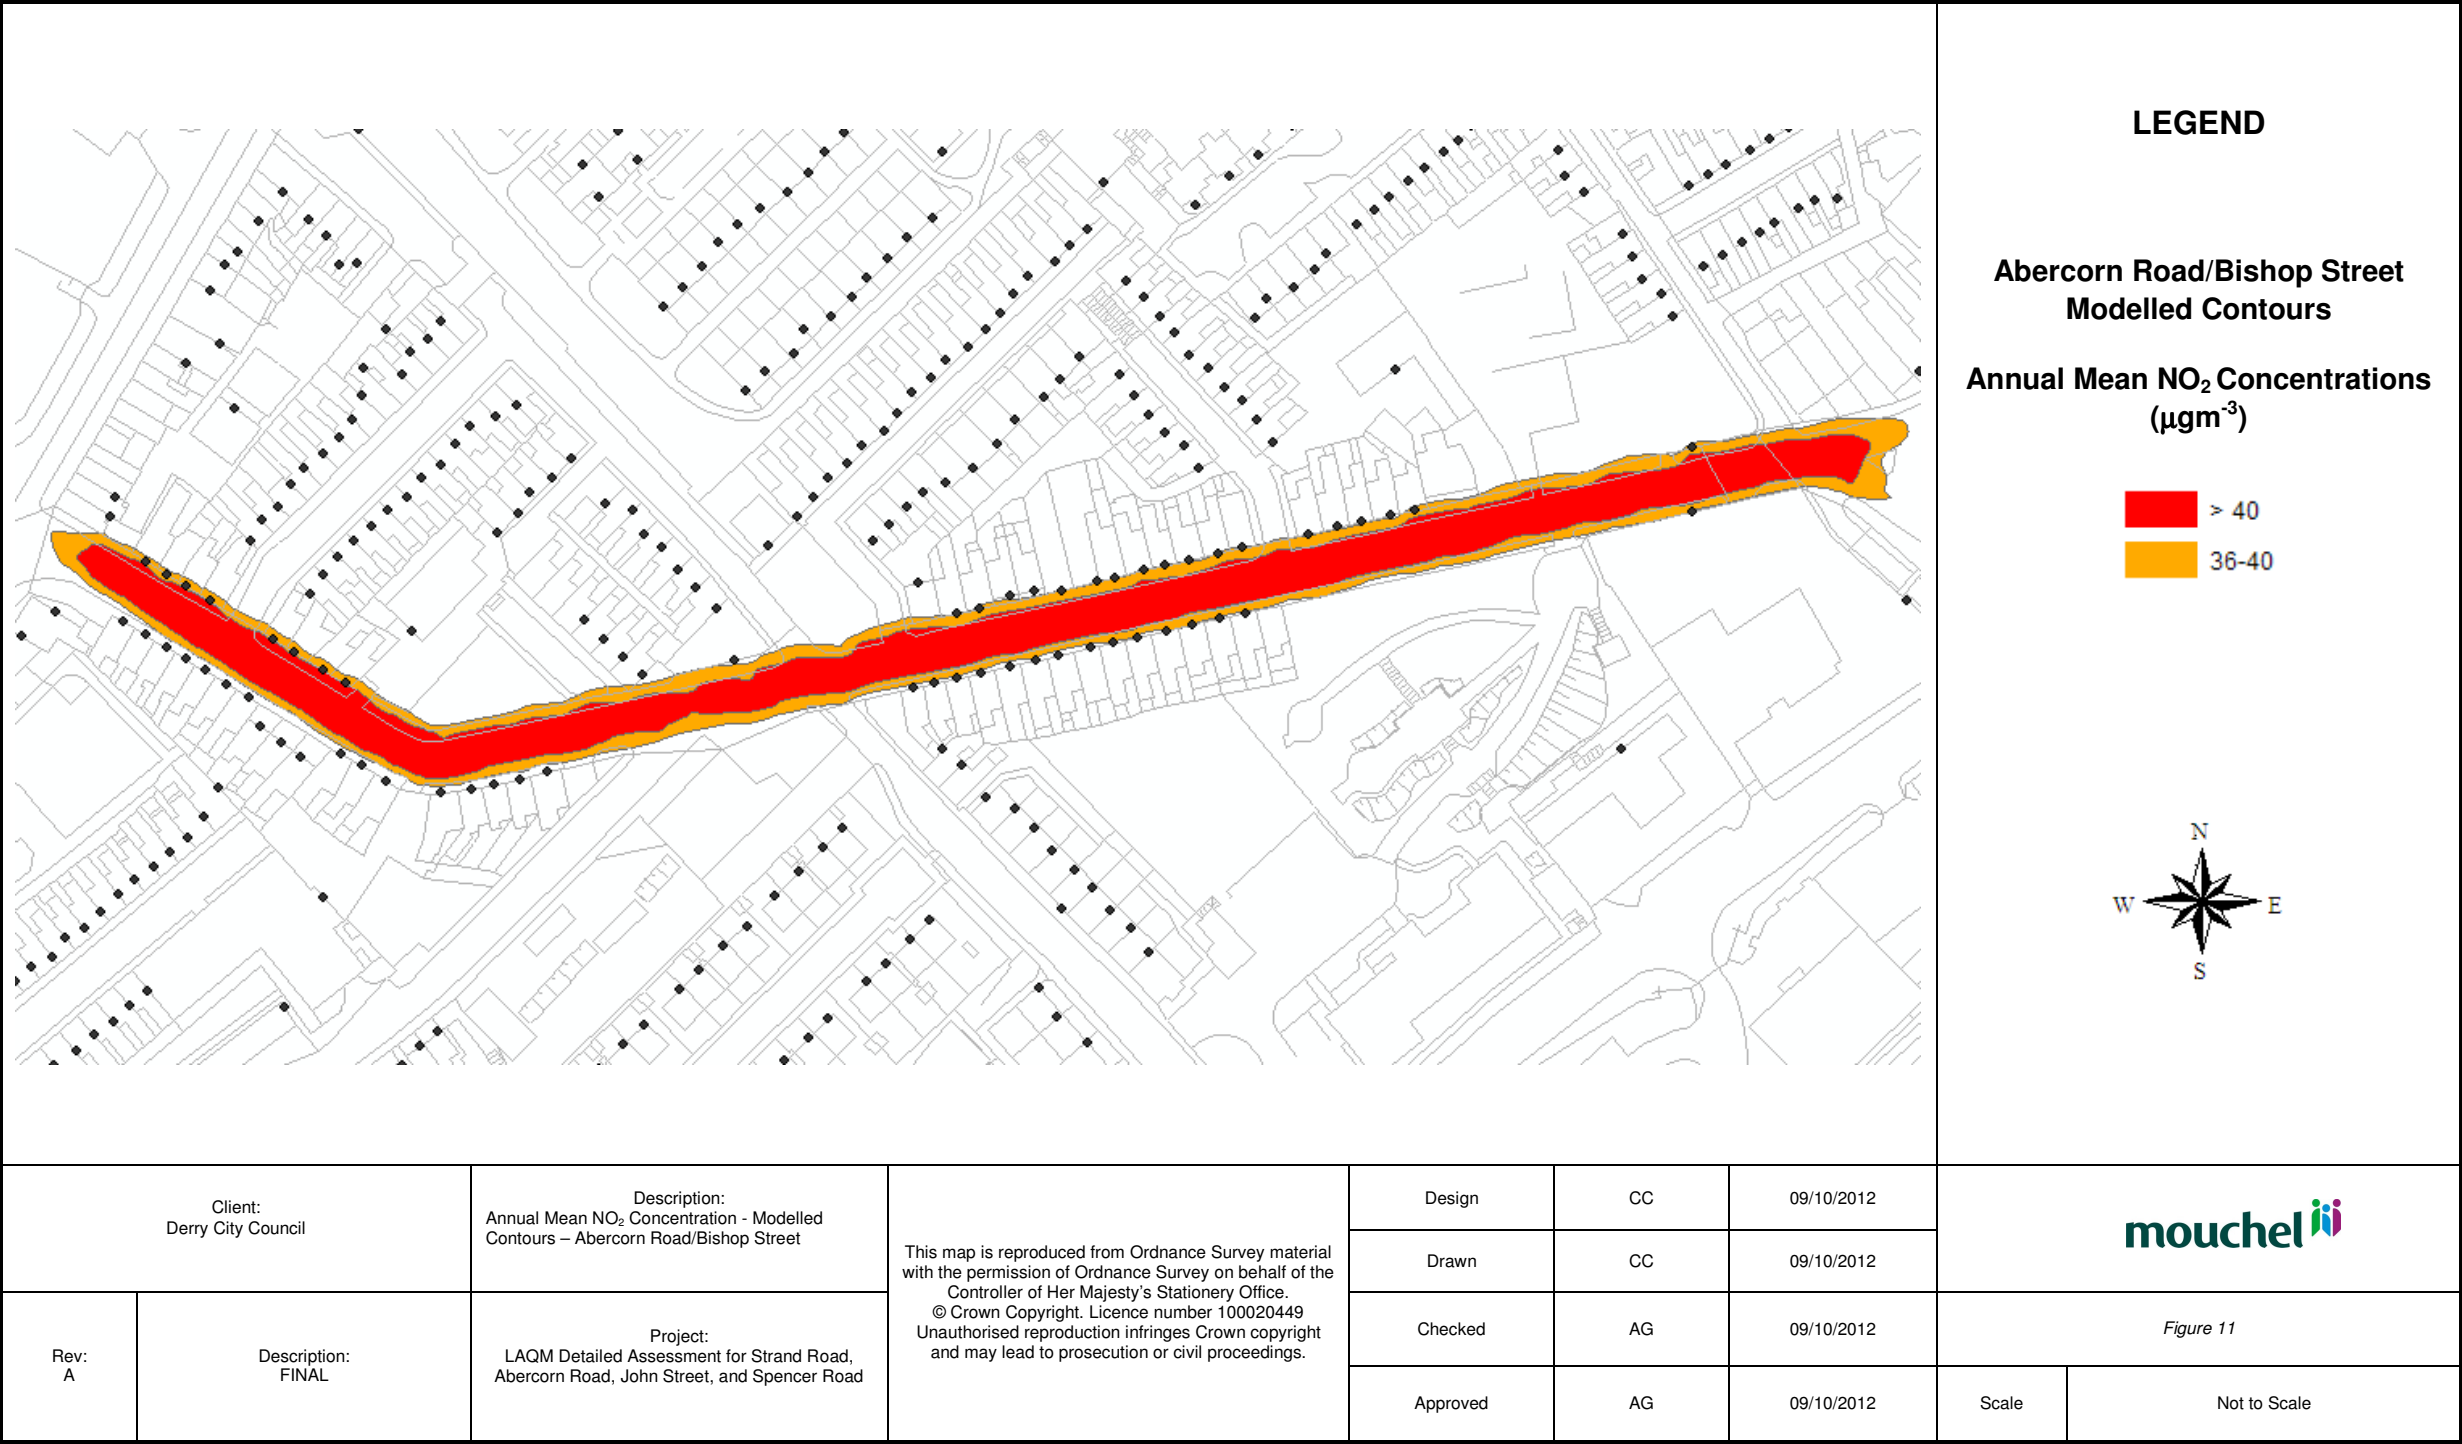 LEGEND
Abercorn Road/Bishop Street
Modelled Contours
Annual Mean NO₂ Concentrations
(μgm⁻³)
> 40
36-40
N
W
E
S
Client:
Derry City Council
Description:
Annual Mean NO₂ Concentration - Modelled
Contours – Abercorn Road/Bishop Street
Rev:
A
Description:
FINAL
Project:
LAQM Detailed Assessment for Strand Road,
Abercorn Road, John Street, and Spencer Road
This map is reproduced from Ordnance Survey material
with the permission of Ordnance Survey on behalf of the
Controller of Her Majesty’s Stationery Office.
© Crown Copyright. Licence number 100020449
Unauthorised reproduction infringes Crown copyright
and may lead to prosecution or civil proceedings.
Design CC 09/10/2012
Drawn CC 09/10/2012
Checked AG 09/10/2012
Approved AG 09/10/2012
mouchel
Figure 11
Scale Not to Scale